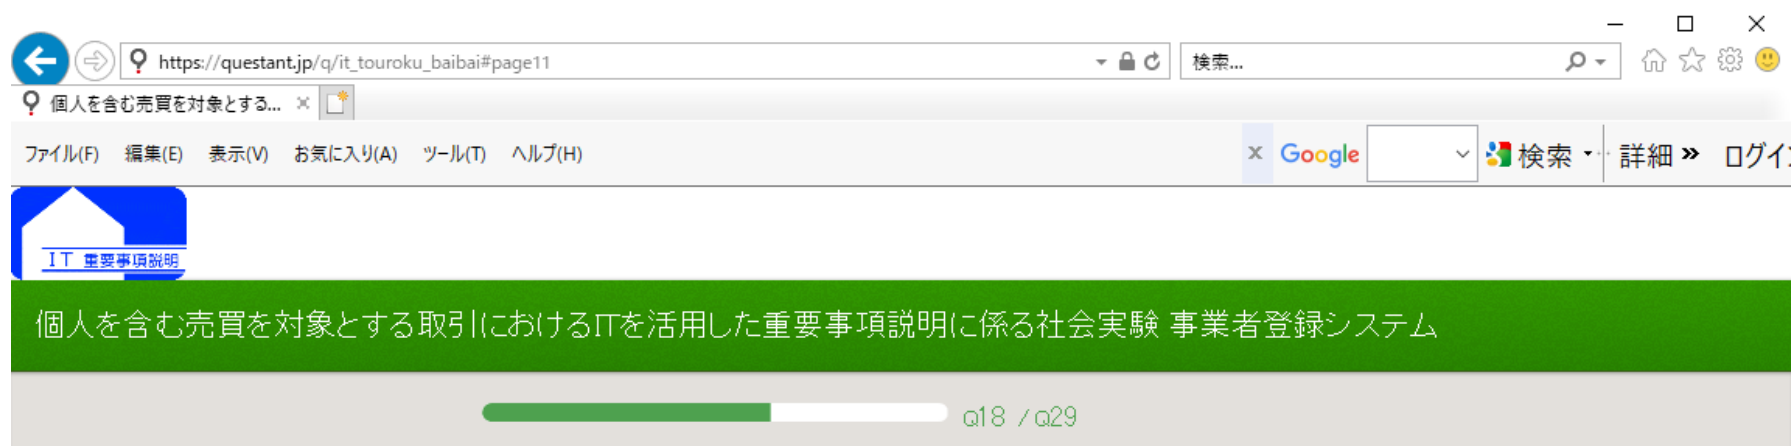 https://questant.jp/q/it_touroku_baibai#page11 検索...
個人を含む売買を対象とする...
ファイル(F) 編集(E) 表示(V) お気に入り(A) ツール(T) ヘルプ(H) x Google 検索 詳細 » ログイン
IT 重要事項説明
個人を含む売買を対象とする取引におけるITを活用した重要事項説明に係る社会実験 事業者登録システム
Q18 / Q29